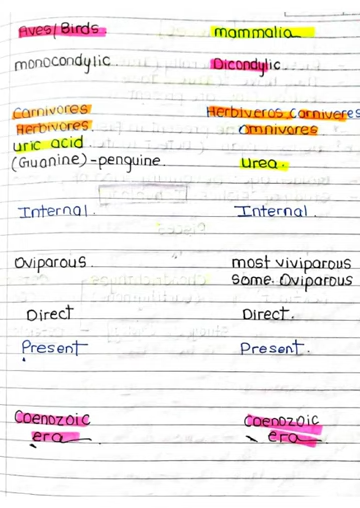 Aves/Birds mammalia
monocondylic Dicondylic
Carnivores Herbiveros Carniveres
Herbivores Omnivores
uric acid
(Guanine)-penguine. Urea.
Internal. Internal.
Oviparous most viviparous
some. Oviparous
Direct Direct.
Present Present.
Coenozoic Coenozoic
era era